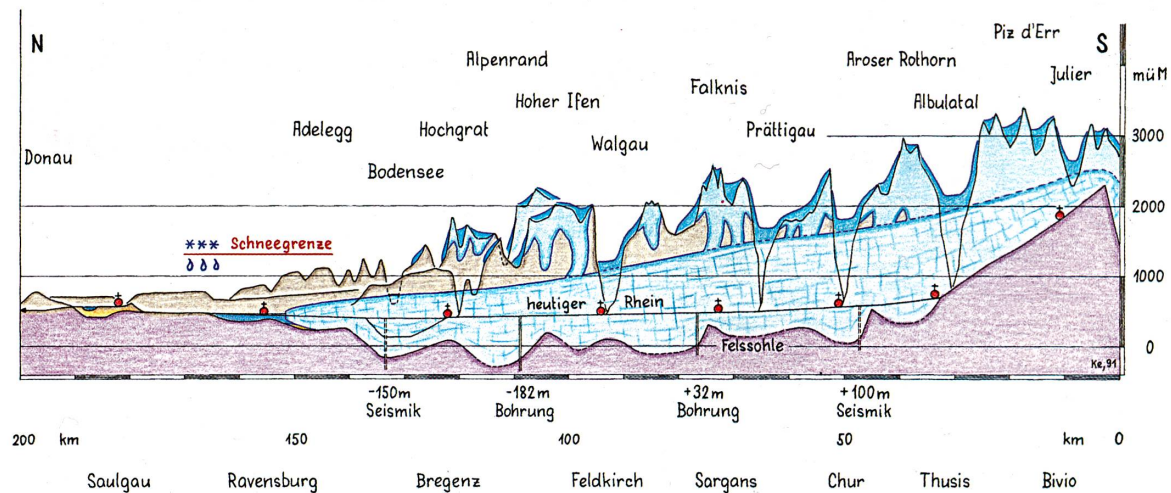 N
S
Piz d'Err
Alpenrand
Aroser Rothorn
Julier
müM
Hoher Ifen
Falknis
Albulatal
Adelegg
Hochgrat
Walgau
Prättigau
3000
Donau
Bodensee
2000
*** Schneegrenze
1000
heutiger Rhein
Felssohle
0
Ke, 91
-150m
Seismik
-182m
Bohrung
+32m
Bohrung
+100m
Seismik
200 km 150 100 50 km 0
Saulgau Ravensburg Bregenz Feldkirch Sargans Chur Thusis Bivio